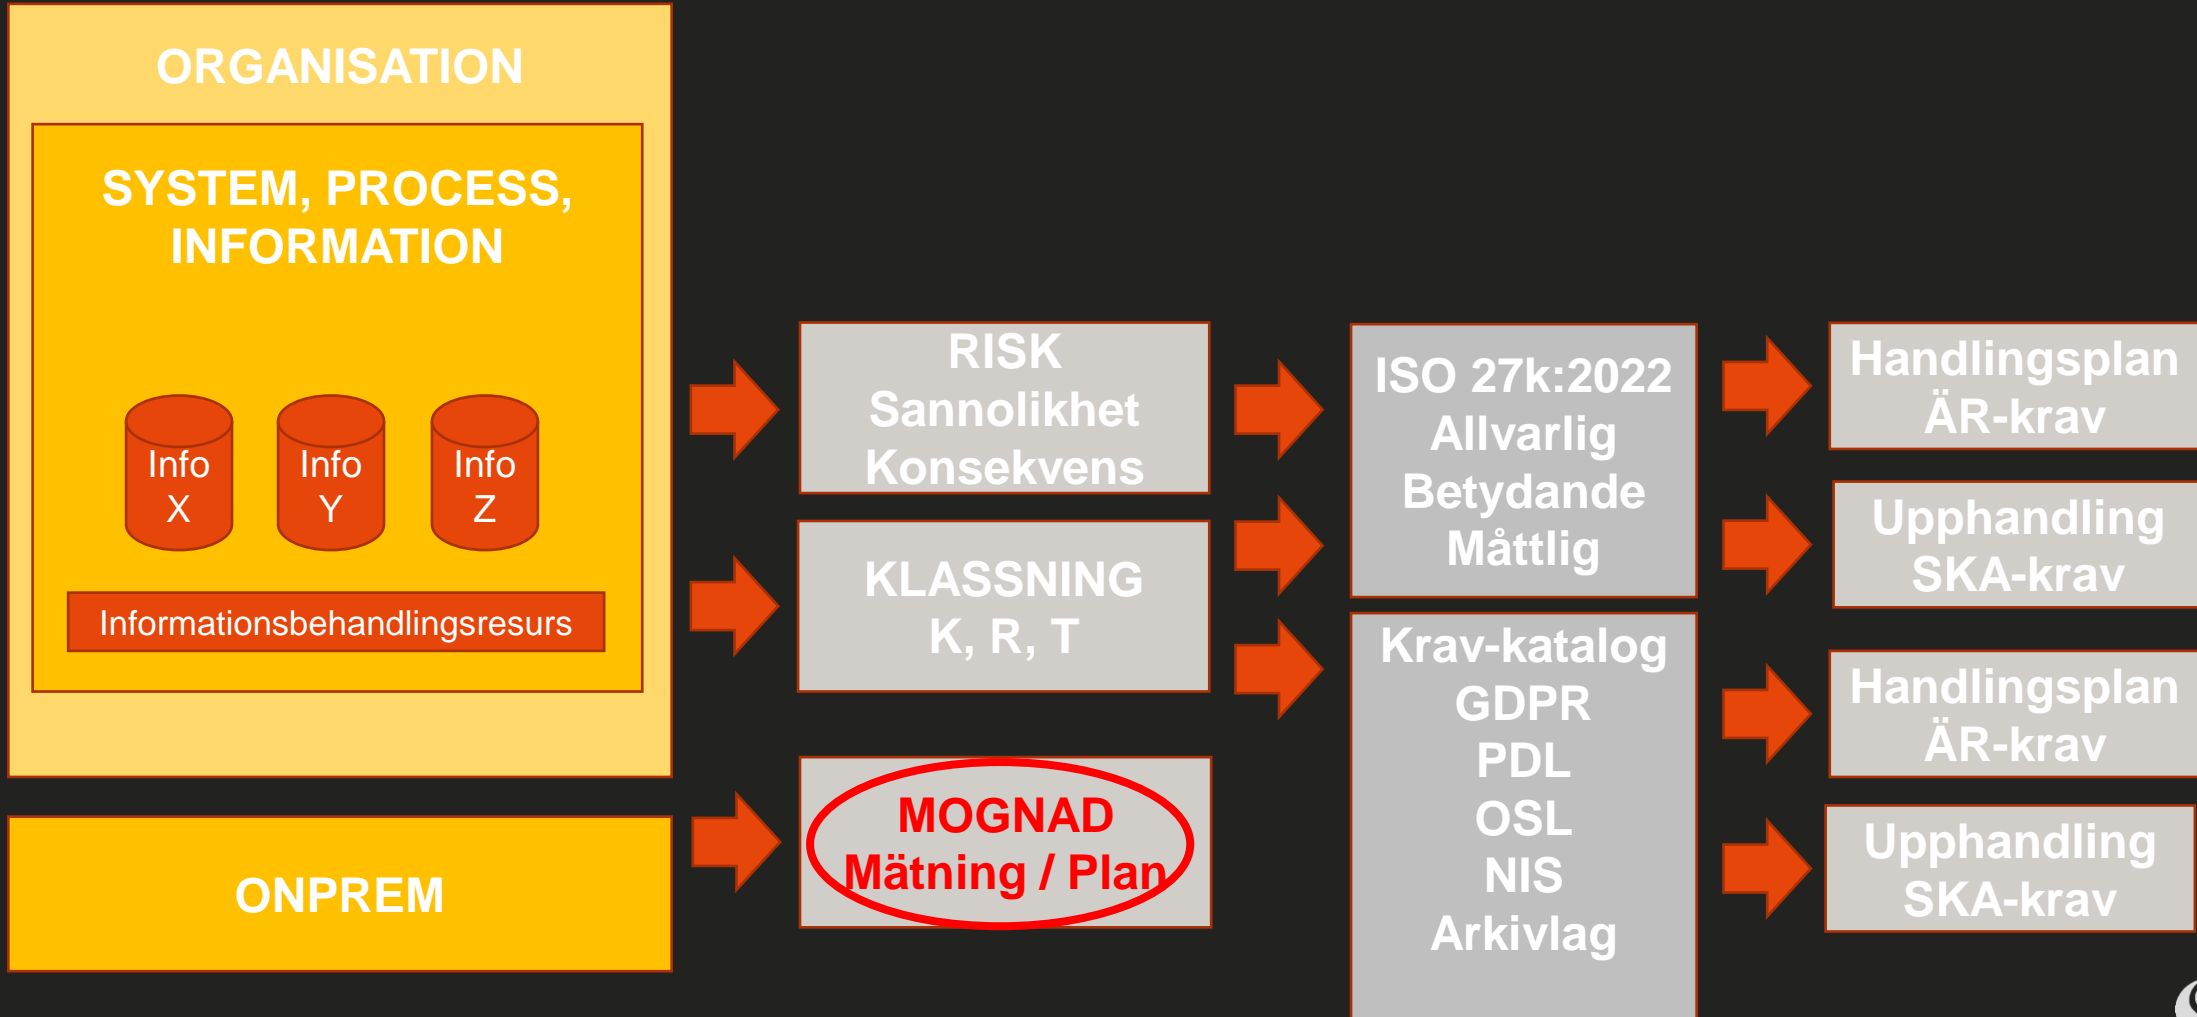 ORGANISATION
SYSTEM, PROCESS,
INFORMATION
Info
X
Info
Y
Info
Z
Informationsbehandlingsresurs
ONPREM
RISK
Sannolikhet
Konsekvens
KLASSNING
K, R, T
MOGNAD
Mätning / Plan
ISO 27k:2022
Allvarlig
Betydande
Måttlig
Krav-katalog
GDPR
PDL
OSL
NIS
Arkivlag
Handlingsplan
ÄR-krav
Upphandling
SKA-krav
Handlingsplan
ÄR-krav
Upphandling
SKA-krav